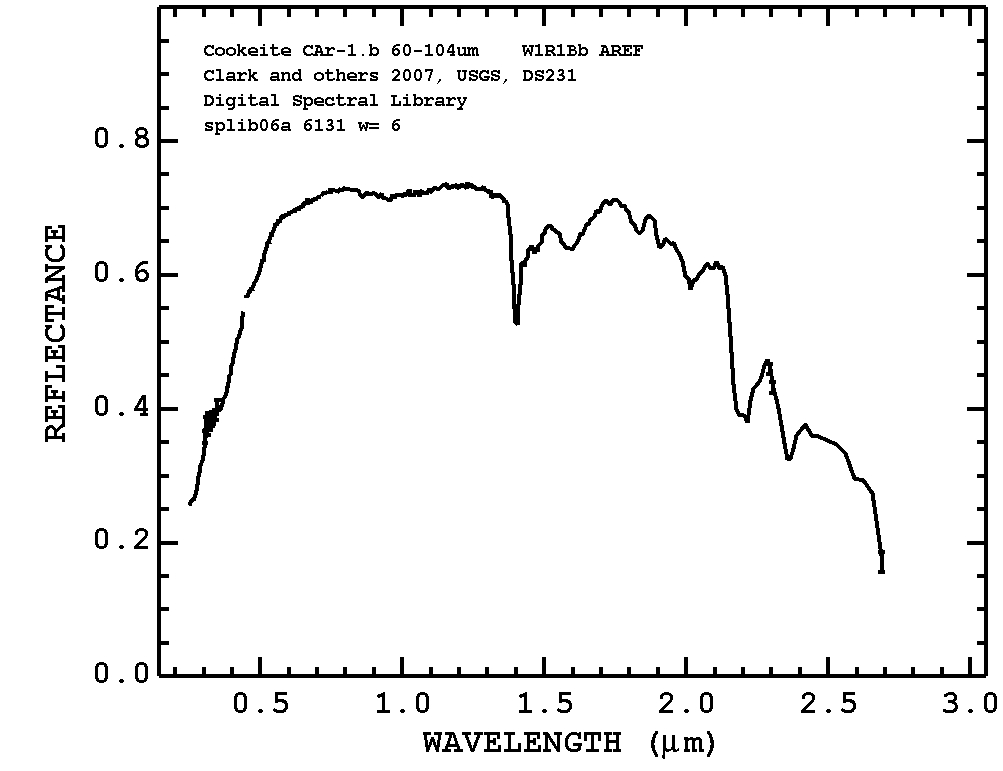 Cookeite CAr-1.b 60-104um W1R1Bb AREF
Clark and others 2007, USGS, DS231
Digital Spectral Library
splib06a 6131 w= 6
REFLECTANCE
0.8
0.6
0.4
0.2
0.0
0.5 1.0 1.5 2.0 2.5 3.0
WAVELENGTH (μm)